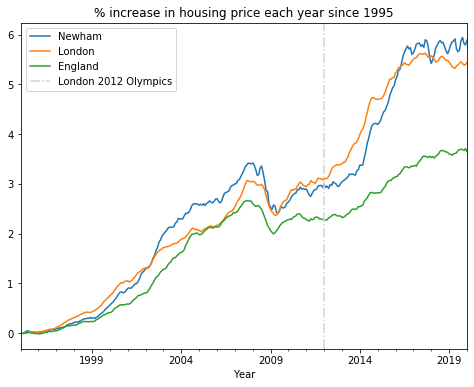 % increase in housing price each year since 1995
Newham
London
England
London 2012 Olympics
6
5
4
3
2
1
0
1999
2004
2009
2014
2019
Year